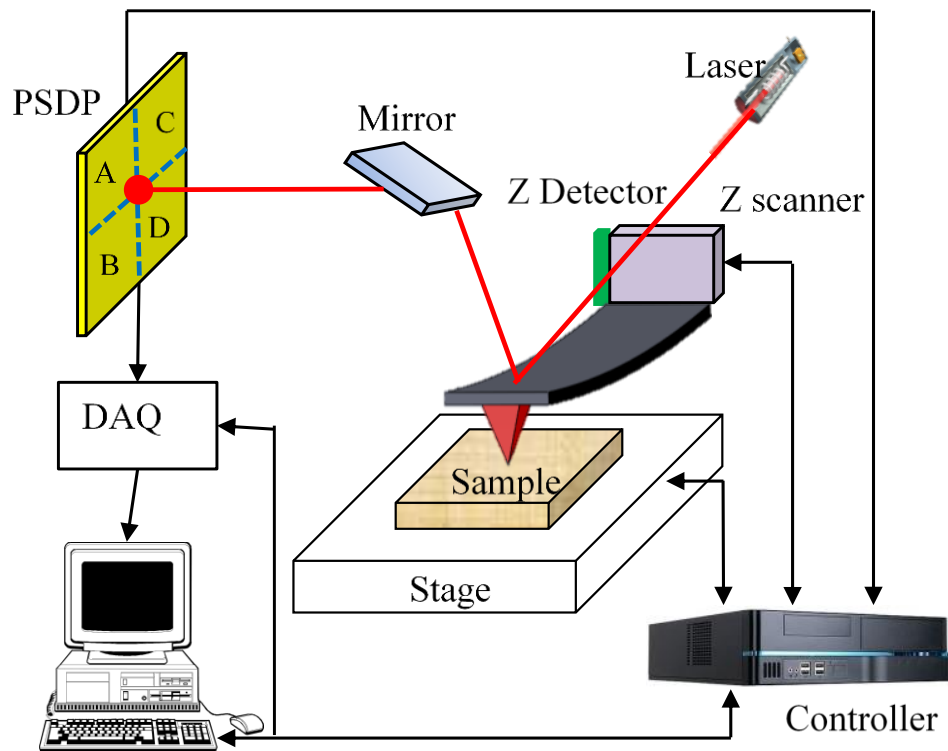 Laser
PSDP
Mirror
C
A
Z Detector
Z scanner
D
B
DAQ
Sample
Stage
Controller